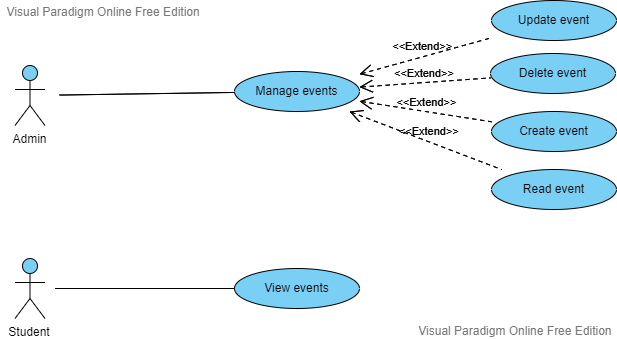 Visual Paradigm Online Free Edition
Update event
<<Extend>>
Delete event
<<Extend>>
Manage events
<<Extend>>
Create event
<<Extend>>
Admin
Read event
View events
Student
Visual Paradigm Online Free Edition